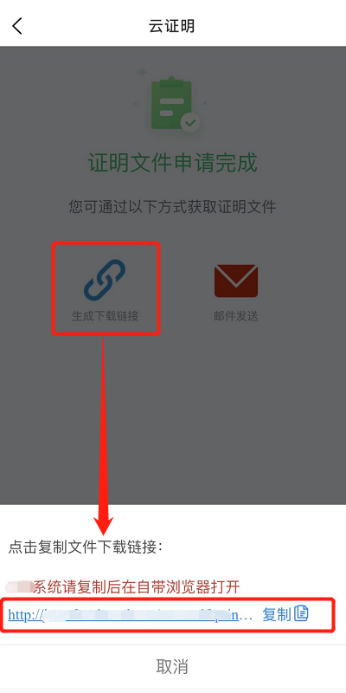 云证明
证明文件申请完成
您可通过以下方式获取证明文件
生成下载链接
邮件发送
点击复制文件下载链接：
系统请复制后在自带浏览器打开
http:/ 复制
取消